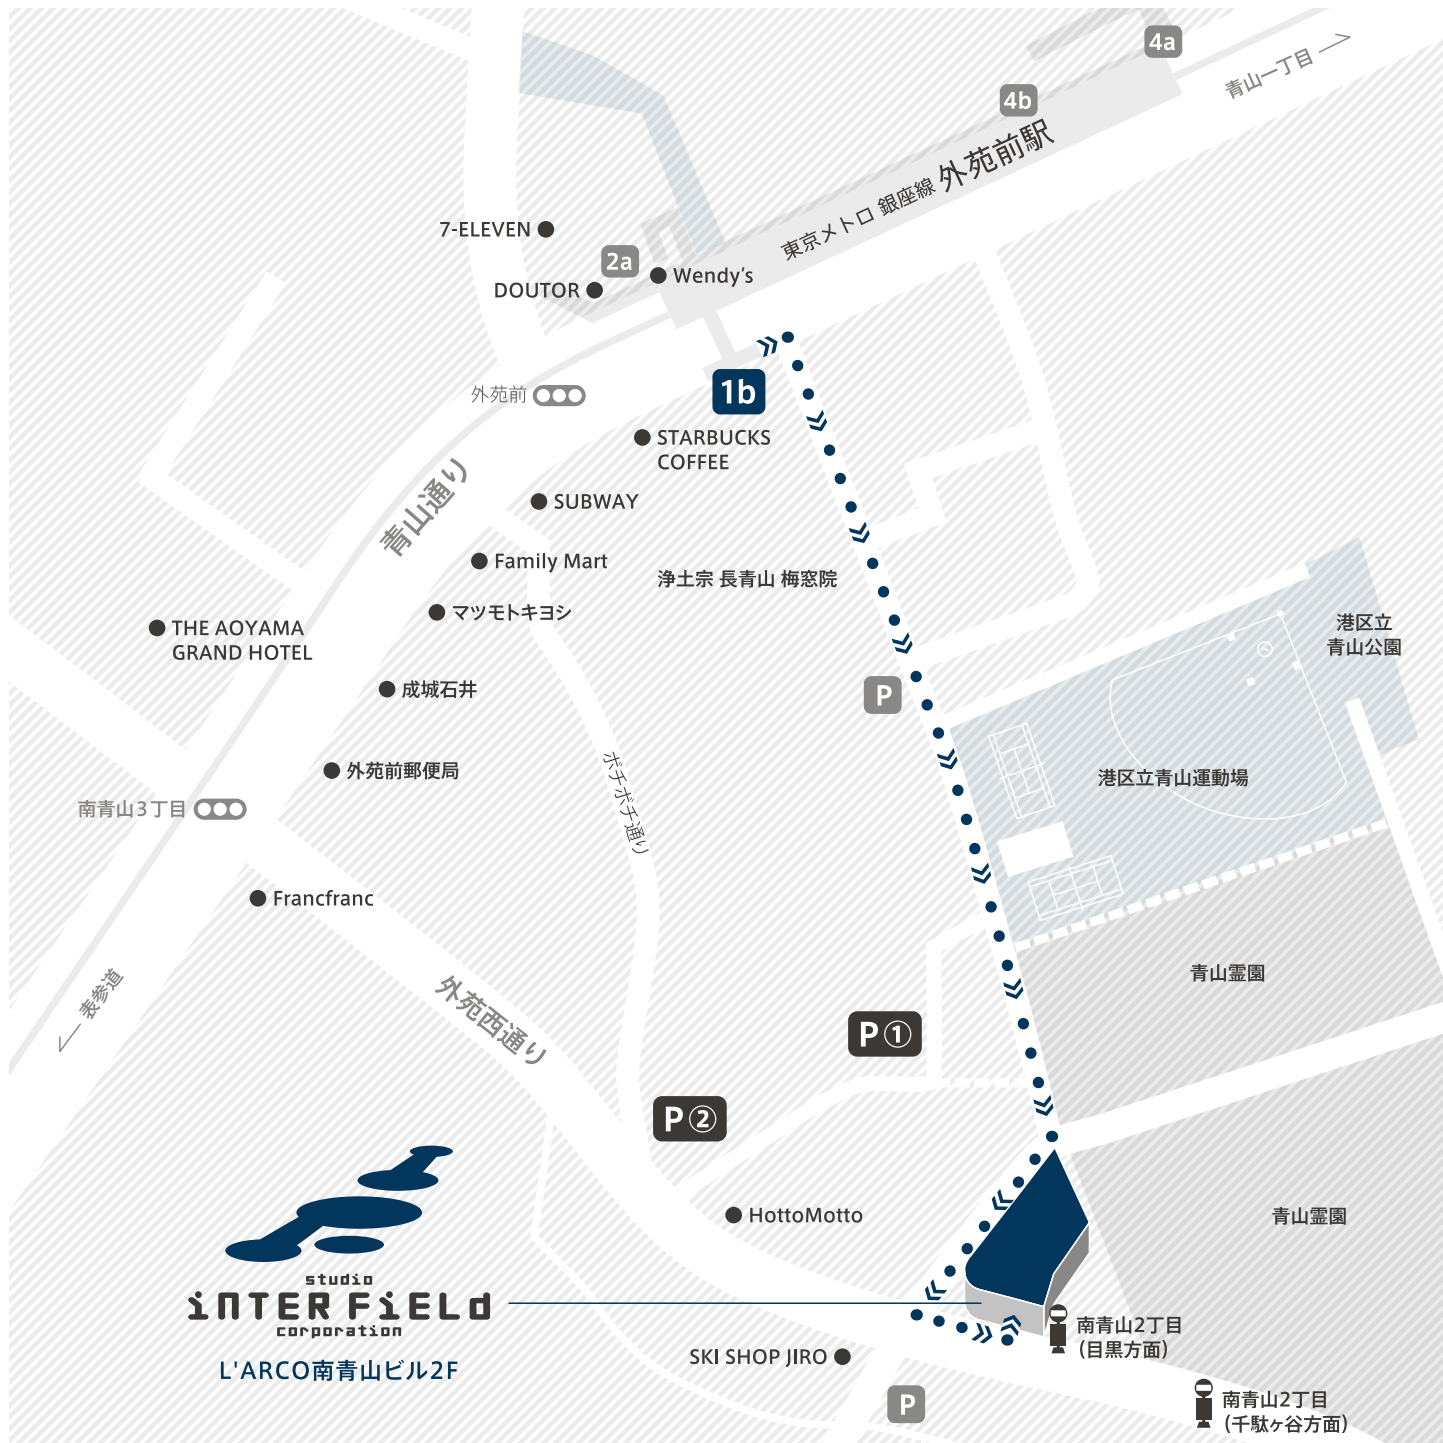 4a
青山一丁目
4b
東京メトロ 銀座線 外苑前駅
7-ELEVEN
2a
Wendy's
DOUTOR
外苑前
1b
STARBUCKS
COFFEE
青山通り
SUBWAY
Family Mart
浄土宗 長青山 梅窓院
マツモトキヨシ
THE AOYAMA
GRAND HOTEL
港区立
青山公園
成城石井
P
外苑前郵便局
ボチボチ通り
港区立青山運動場
南青山3丁目
Francfranc
表参道
外苑西通り
青山霊園
P①
P②
HottoMotto
青山霊園
studio
iNTER FiELd
corporation
L'ARCO南青山ビル2F
南青山2丁目
(目黒方面)
SKI SHOP JIRO
P
南青山2丁目
(千駄ヶ谷方面)